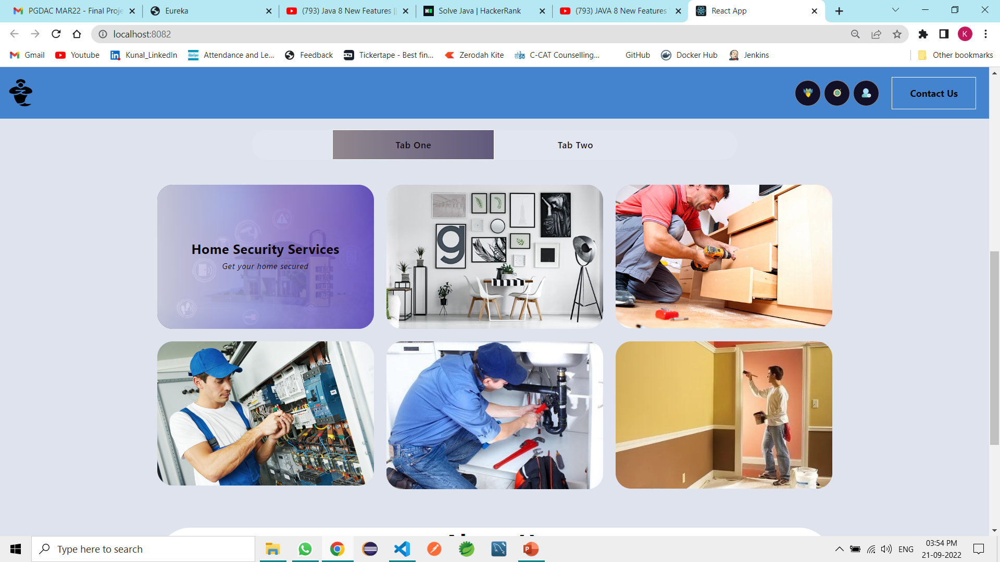 PGDAC MAR22 - Final Proje
Eureka
(793) Java 8 New Features ||
Solve Java | HackerRank
(793) JAVA 8 New Features
React App
localhost:8082
K
Gmail
Youtube
Kunal_LinkedIn
Attendance and Le...
Feedback
Tickertape - Best fin...
Zerodah Kite
C-CAT Counselling...
GitHub
Docker Hub
Jenkins
Other bookmarks
Contact Us
Tab One
Tab Two
Home Security Services
Get your home secured
g
Type here to search
ENG
03:54 PM
21-09-2022